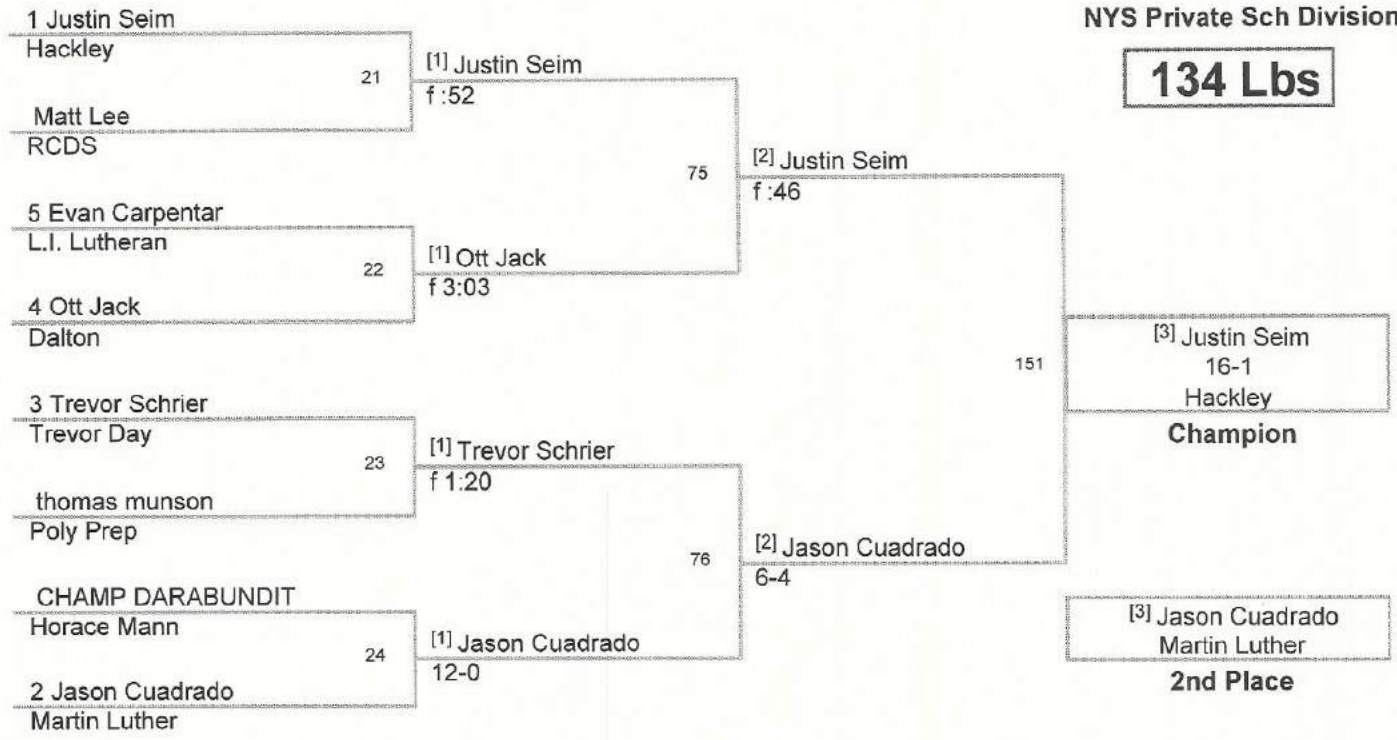 NYS Private Sch Division
134 Lbs
1 Justin Seim
Hackley
21
Matt Lee
RCDS
[1] Justin Seim
f :52
5 Evan Carpentar
L.I. Lutheran
22
4 Ott Jack
Dalton
[1] Ott Jack
f 3:03
75
[2] Justin Seim
f :46
3 Trevor Schrier
Trevor Day
23
thomas munson
Poly Prep
[1] Trevor Schrier
f 1:20
CHAMP DARABUNDIT
Horace Mann
24
2 Jason Cuadrado
Martin Luther
[1] Jason Cuadrado
12-0
76
[2] Jason Cuadrado
6-4
151
[3] Justin Seim
16-1
Hackley
Champion
[3] Jason Cuadrado
Martin Luther
2nd Place